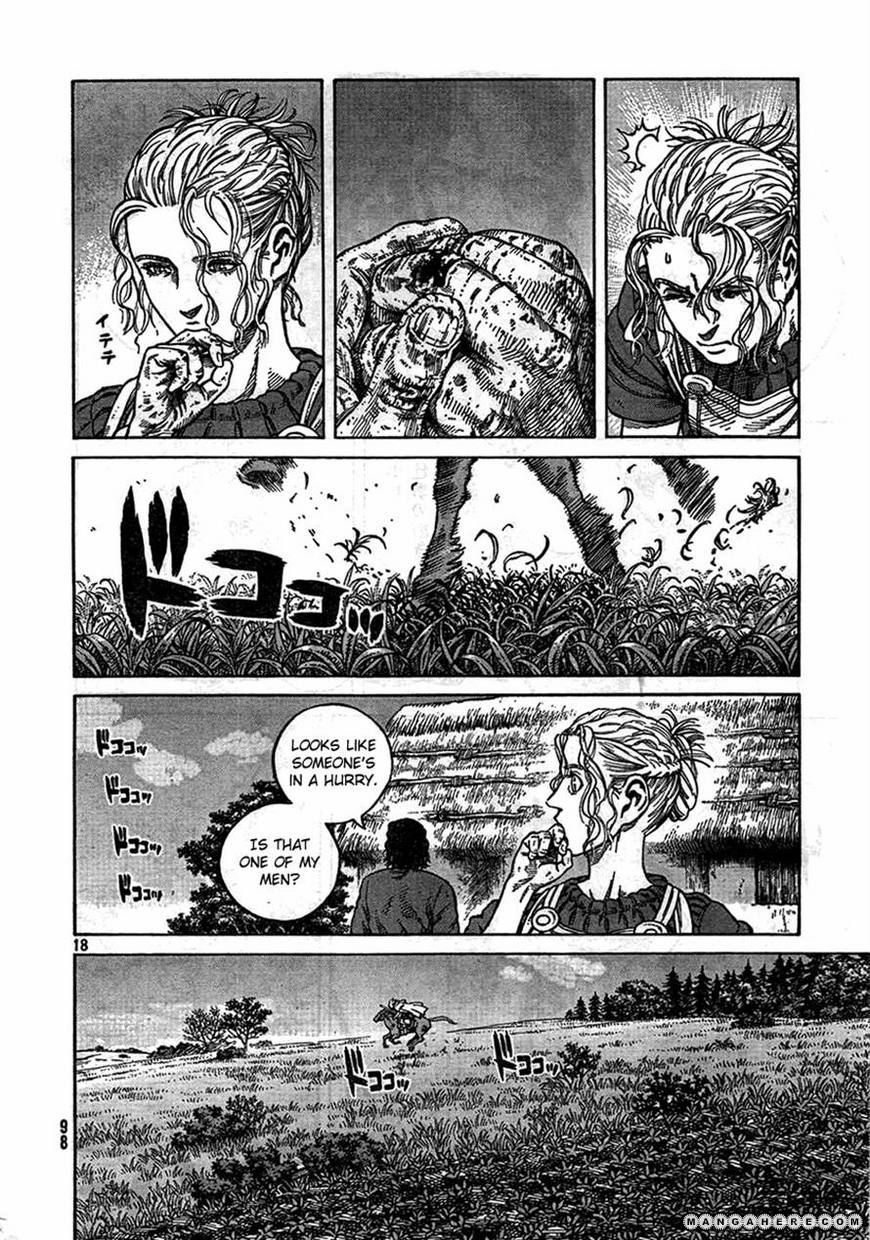 イテテ
ドココッ
LOOKS LIKE
SOMEONE'S
IN A HURRY.
IS THAT
ONE OF MY
MEN?
ドココッ
ドココッ
ドココッ
ドココッ
18
ドココッ
ドココッ
98
MANGAHERE.COM